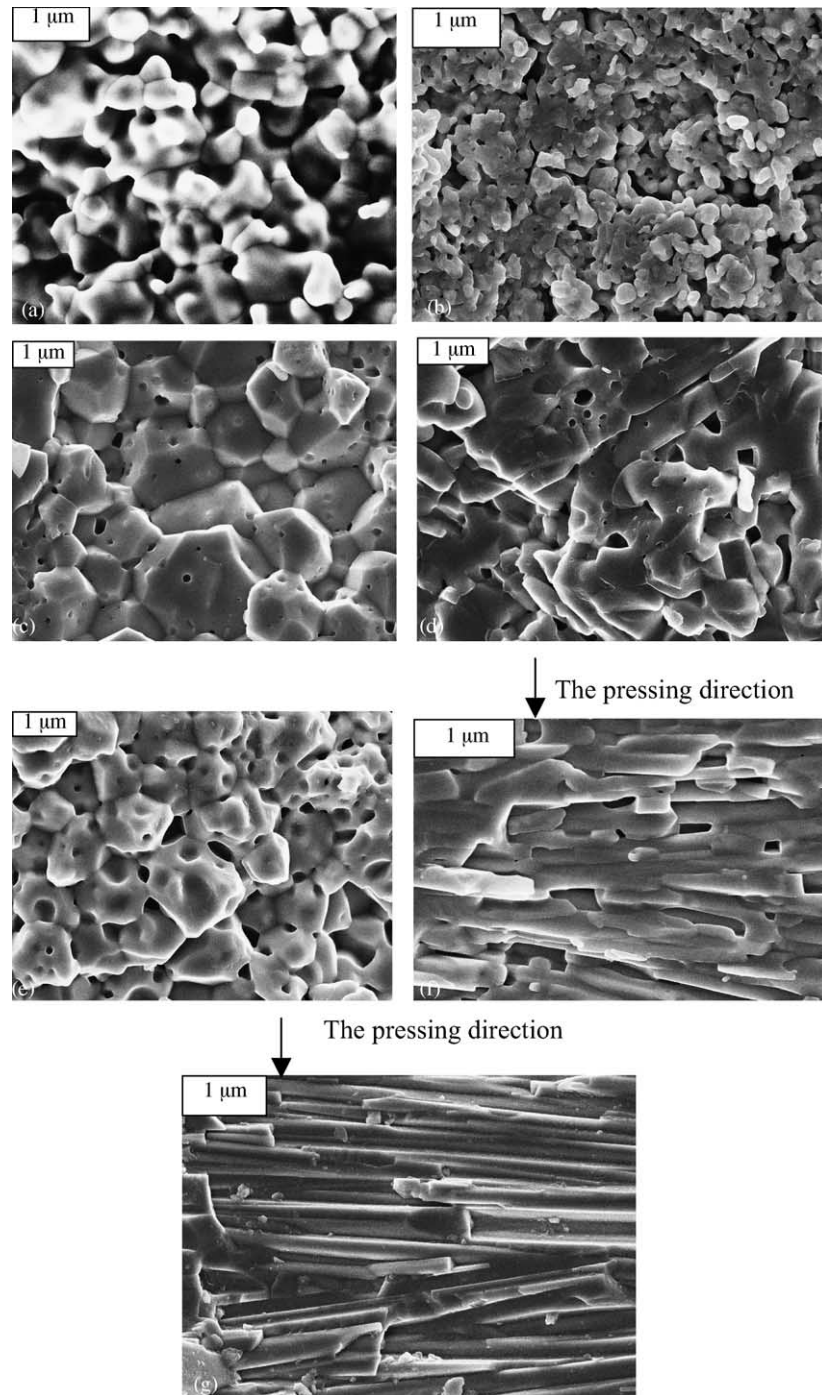 1 μm
1 μm
(a)
(b)
1 μm
1 μm
(c)
(d)
The pressing direction
1 μm
1 μm
(e)
(f)
The pressing direction
1 μm
(g)